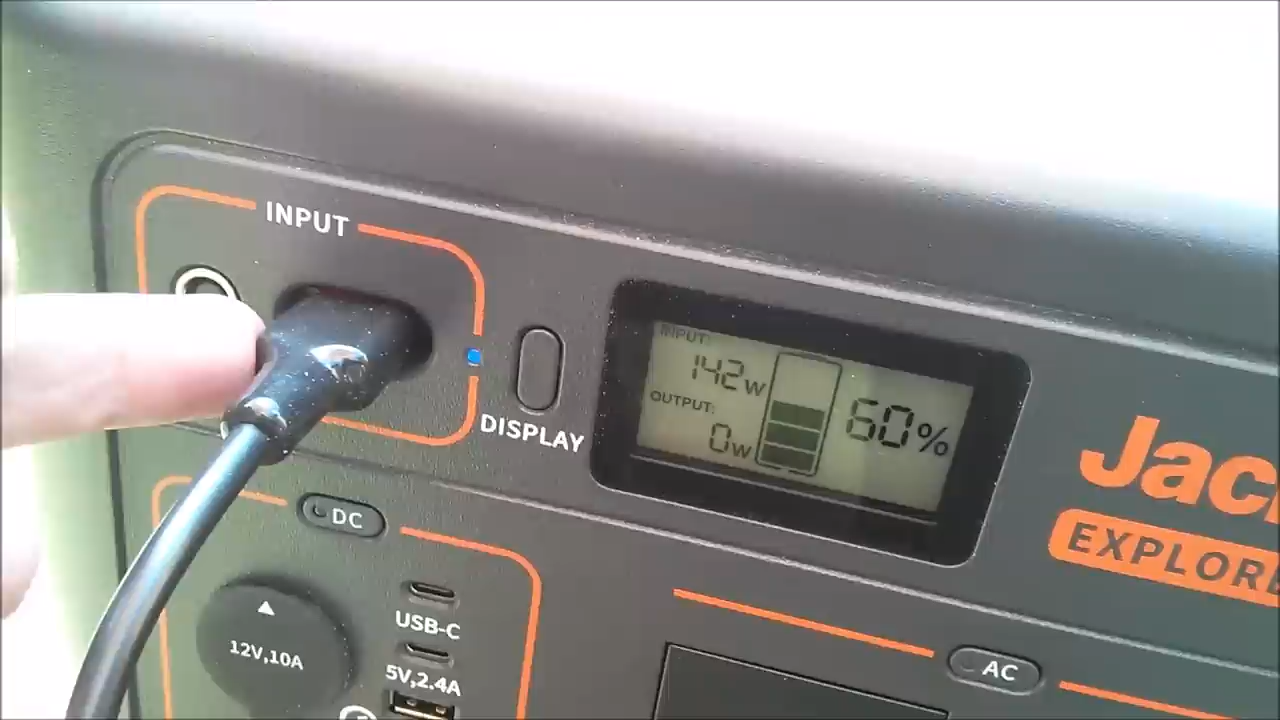 INPUT
INPUT:
142W
OUTPUT:
0W
60%
DISPLAY
Jac
EXPLORE
DC
USB-C
12V,10A
5V,2.4A
AC